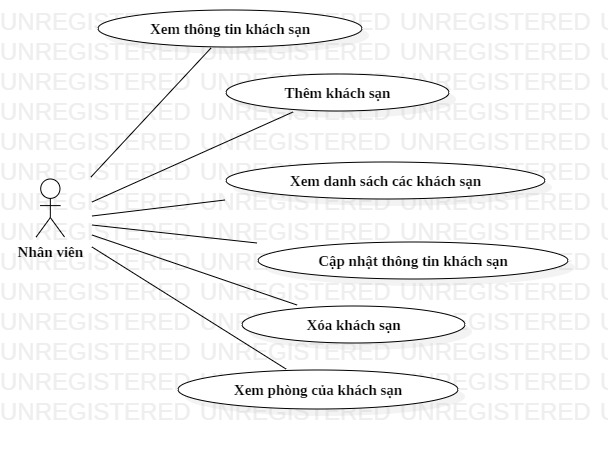 Xem thông tin khách sạn
Thêm khách sạn
Xem danh sách các khách sạn
Nhân viên
Cập nhật thông tin khách sạn
Xóa khách sạn
Xem phòng của khách sạn
UNREGISTERED UNREGISTERED UNREGISTERED